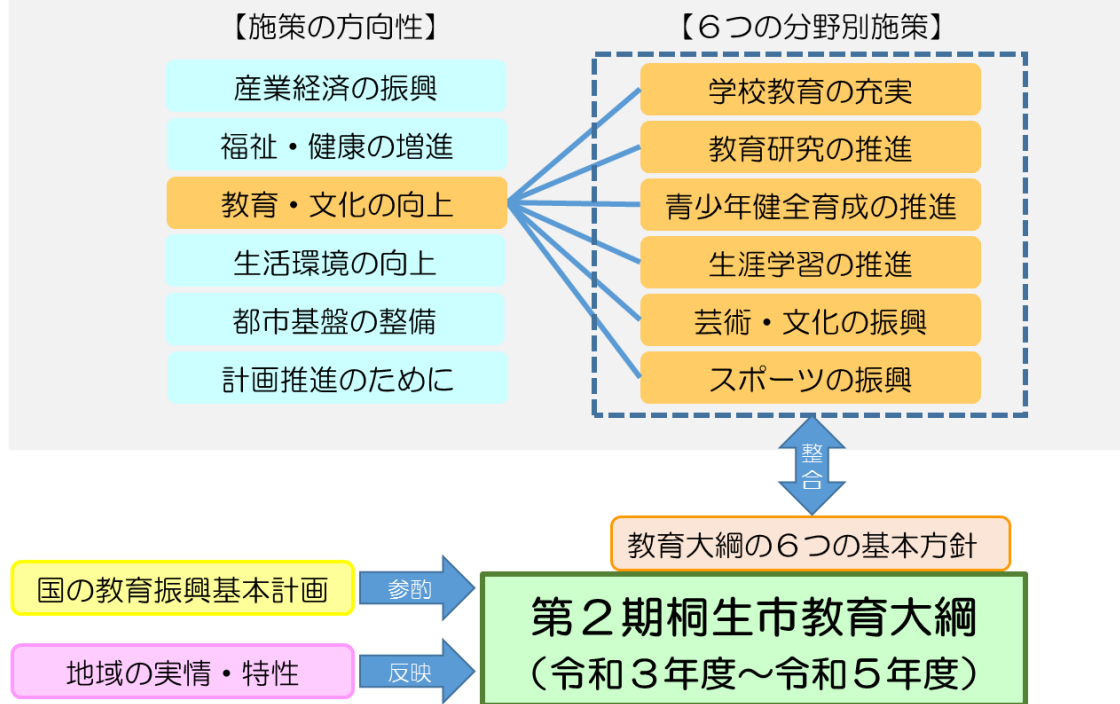 【施策の方向性】
産業経済の振興
福祉・健康の増進
教育・文化の向上
生活環境の向上
都市基盤の整備
計画推進のために
【６つの分野別施策】
学校教育の充実
教育研究の推進
青少年健全育成の推進
生涯学習の推進
芸術・文化の振興
スポーツの振興
整
合
教育大綱の６つの基本方針
国の教育振興基本計画
参酌
地域の実情・特性
反映
第２期桐生市教育大綱
（令和３年度～令和５年度）